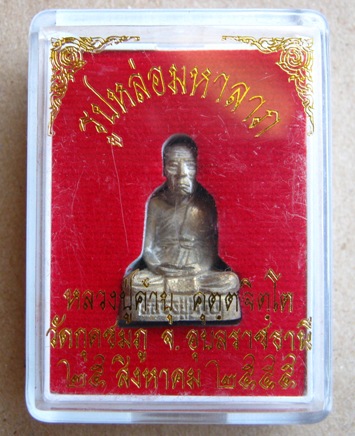 รูปหล่อมหาลาภ
หลวงปู่คำบุ คุตฺตจิตฺโต
วัดกุดชมภู จ.อุบลราชธานี
๒๕ สิงหาคม ๒๕๕๕